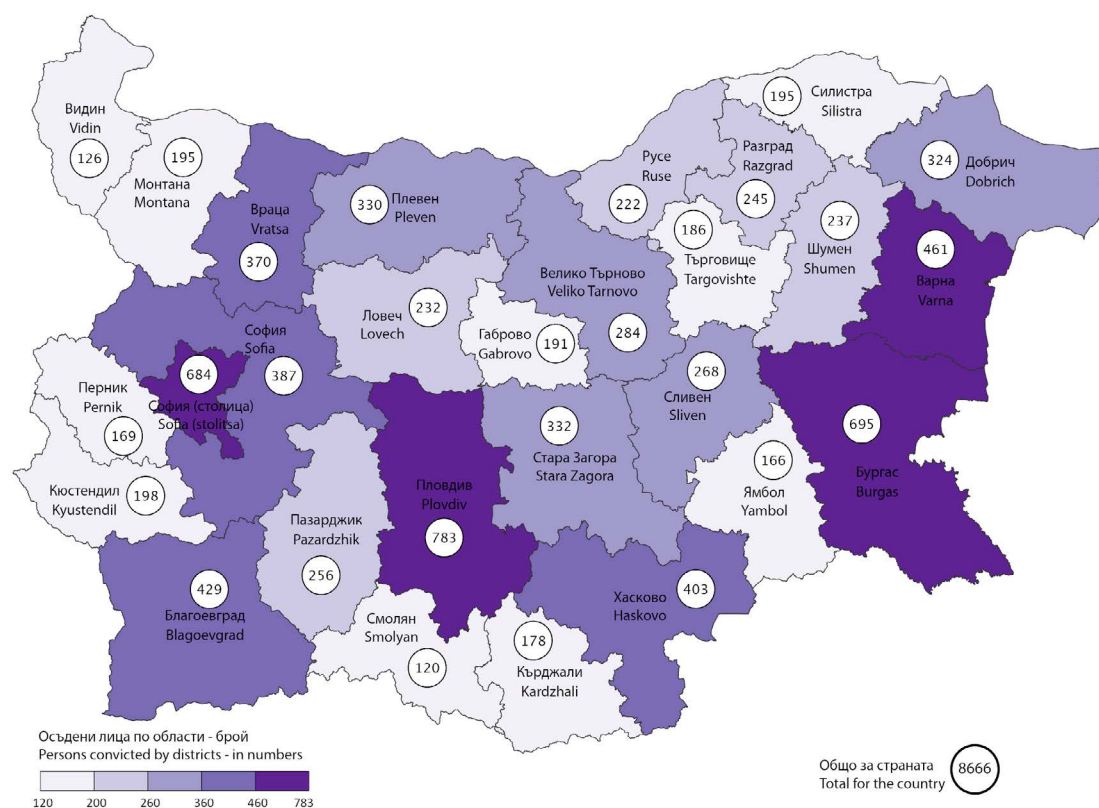 Видин
Vidin
126
195
Монтана
Montana
Враца
Vratsa
370
330
Плевен
Pleven
Русе
Ruse
222
Разград
Razgrad
245
195
Силистра
Silistra
324
Добрич
Dobrich
186
Търговище
Targovishte
237
Шумен
Shumen
461
Варна
Varna
Велико Търново
Veliko Tarnovo
284
232
Ловеч
Lovech
Габрово
Gabrovo
191
София
Sofia
387
684
София (столица)
Sofia (stolitsa)
Перник
Pernik
169
Кюстендил
Kyustendil
198
268
Сливен
Sliven
332
Стара Загора
Stara Zagora
695
Бургас
Burgas
166
Ямбол
Yambol
Пловдив
Plovdiv
783
Пазарджик
Pazardzhik
256
429
Благоевград
Blagoevgrad
403
Хасково
Haskovo
Смолян
Smolyan
120
178
Кърджали
Kardzhali
Осъдени лица по области - брой
Persons convicted by districts - in numbers
120 200 260 360 460 783
Общо за страната
Total for the country
8666